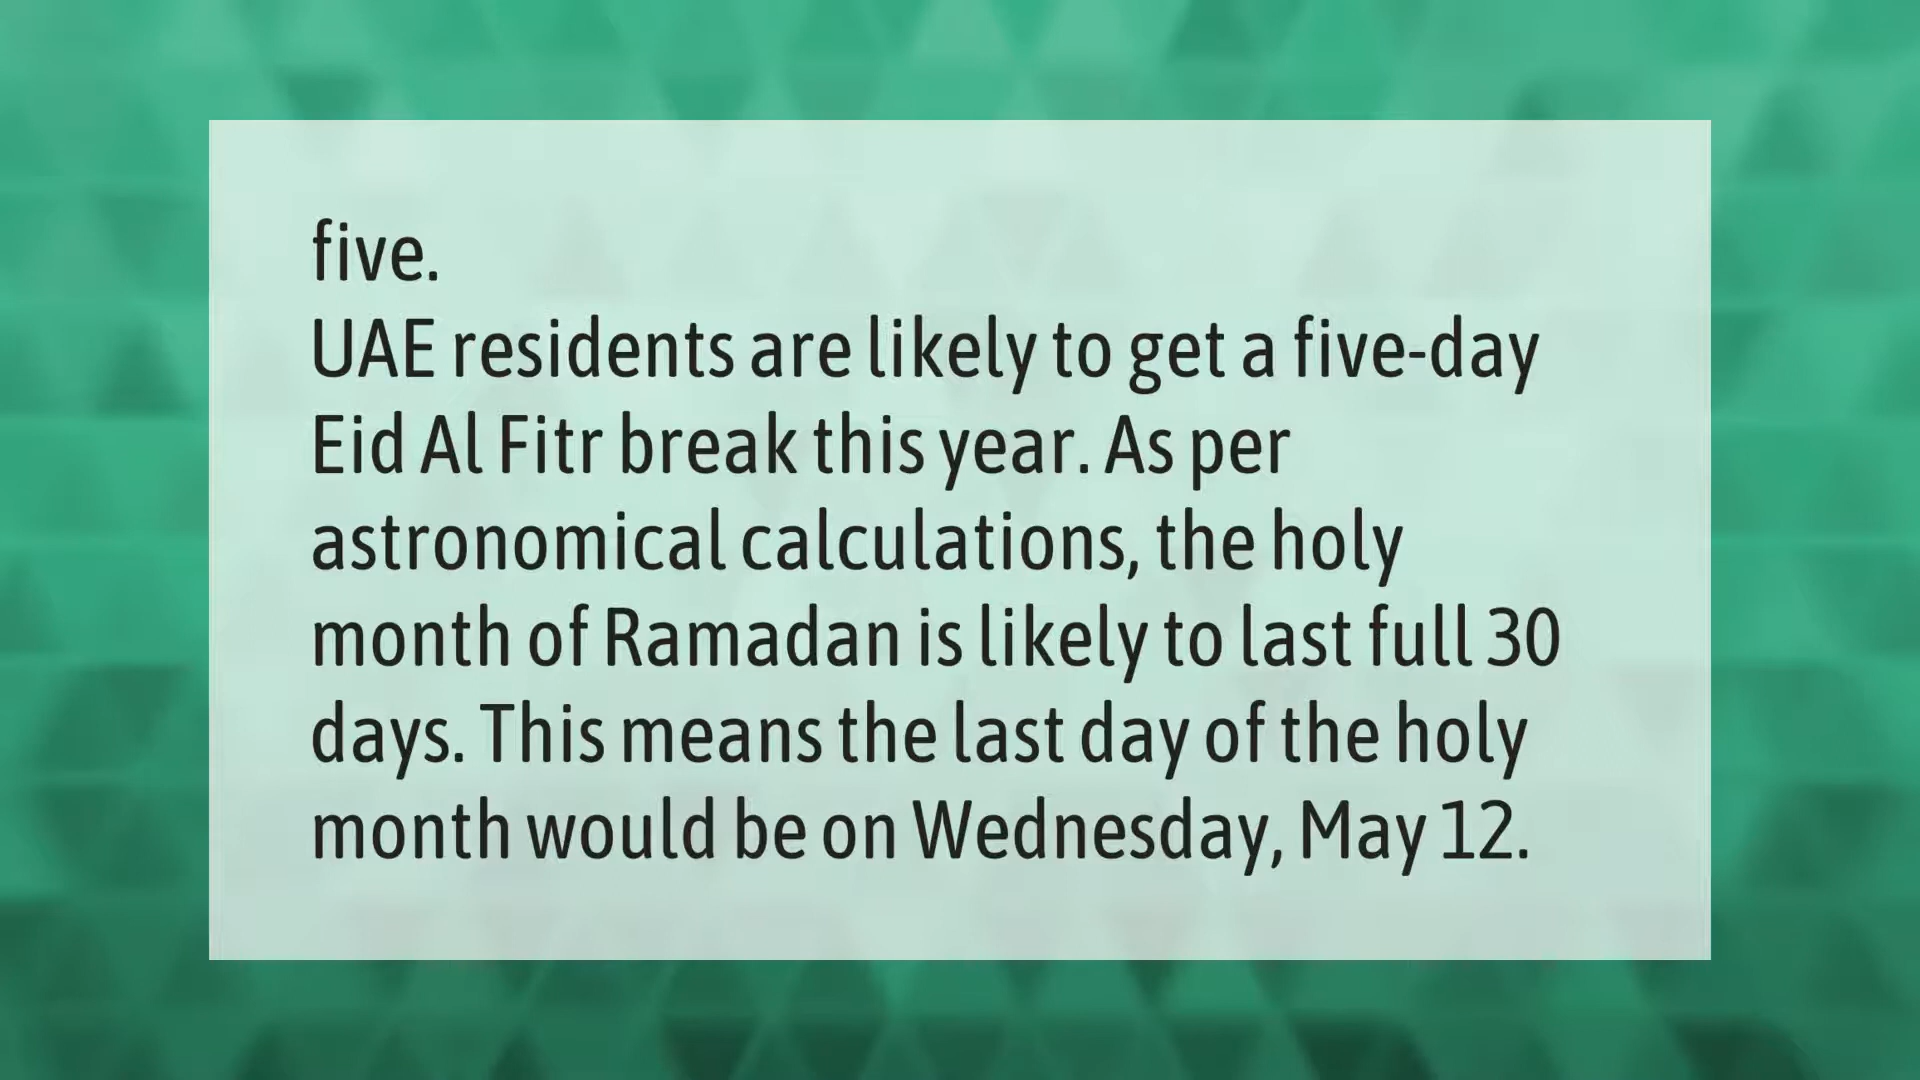 five.
UAE residents are likely to get a five-day
Eid Al Fitr break this year. As per
astronomical calculations, the holy
month of Ramadan is likely to last full 30
days. This means the last day of the holy
month would be on Wednesday, May 12.